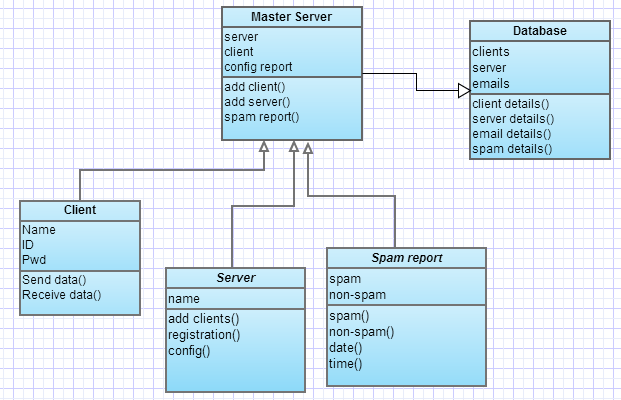 Master Server
server
client
config report
add client()
add server()
spam report()
Database
clients
server
emails
client details()
server details()
email details()
spam details()
Client
Name
ID
Pwd
Send data()
Receive data()
Server
name
add clients()
registration()
config()
Spam report
spam
non-spam
spam()
non-spam()
date()
time()